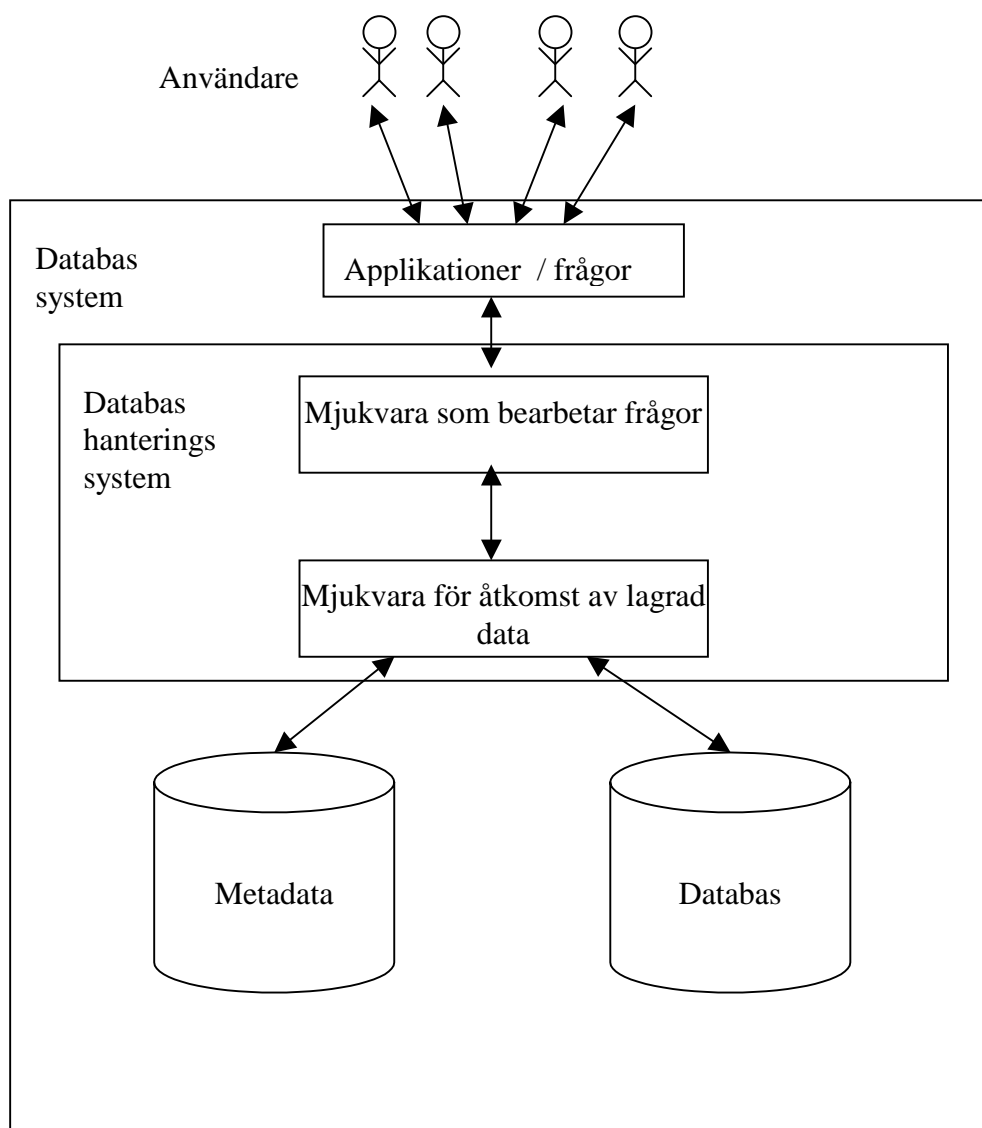 Användare
Databas
system
Applikationer / frågor
Databas
hanterings
system
Mjukvara som bearbetar frågor
Mjukvara för åtkomst av lagrad
data
Metadata
Databas